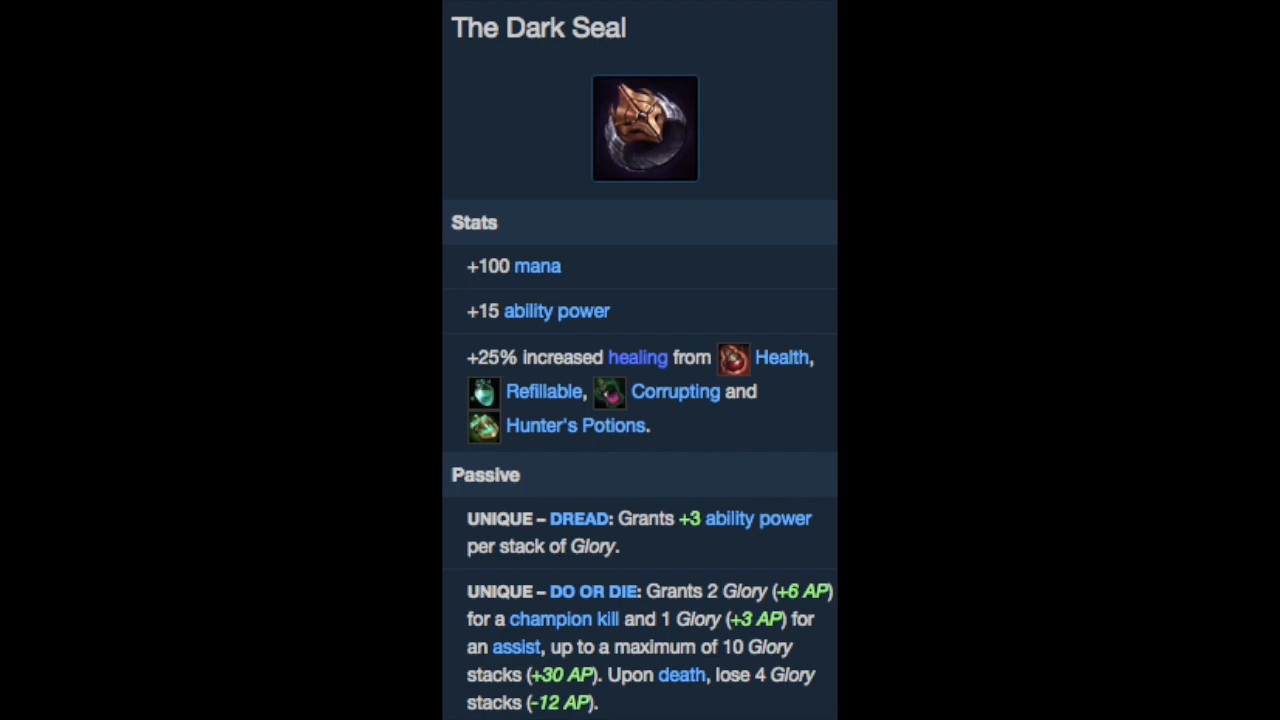 The Dark Seal
Stats
+100 mana
+15 ability power
+25% increased healing from Health,
Refillable, Corrupting and
Hunter's Potions.
Passive
UNIQUE – DREAD: Grants +3 ability power
per stack of Glory.
UNIQUE – DO OR DIE: Grants 2 Glory (+6 AP)
for a champion kill and 1 Glory (+3 AP) for
an assist, up to a maximum of 10 Glory
stacks (+30 AP). Upon death, lose 4 Glory
stacks (-12 AP).